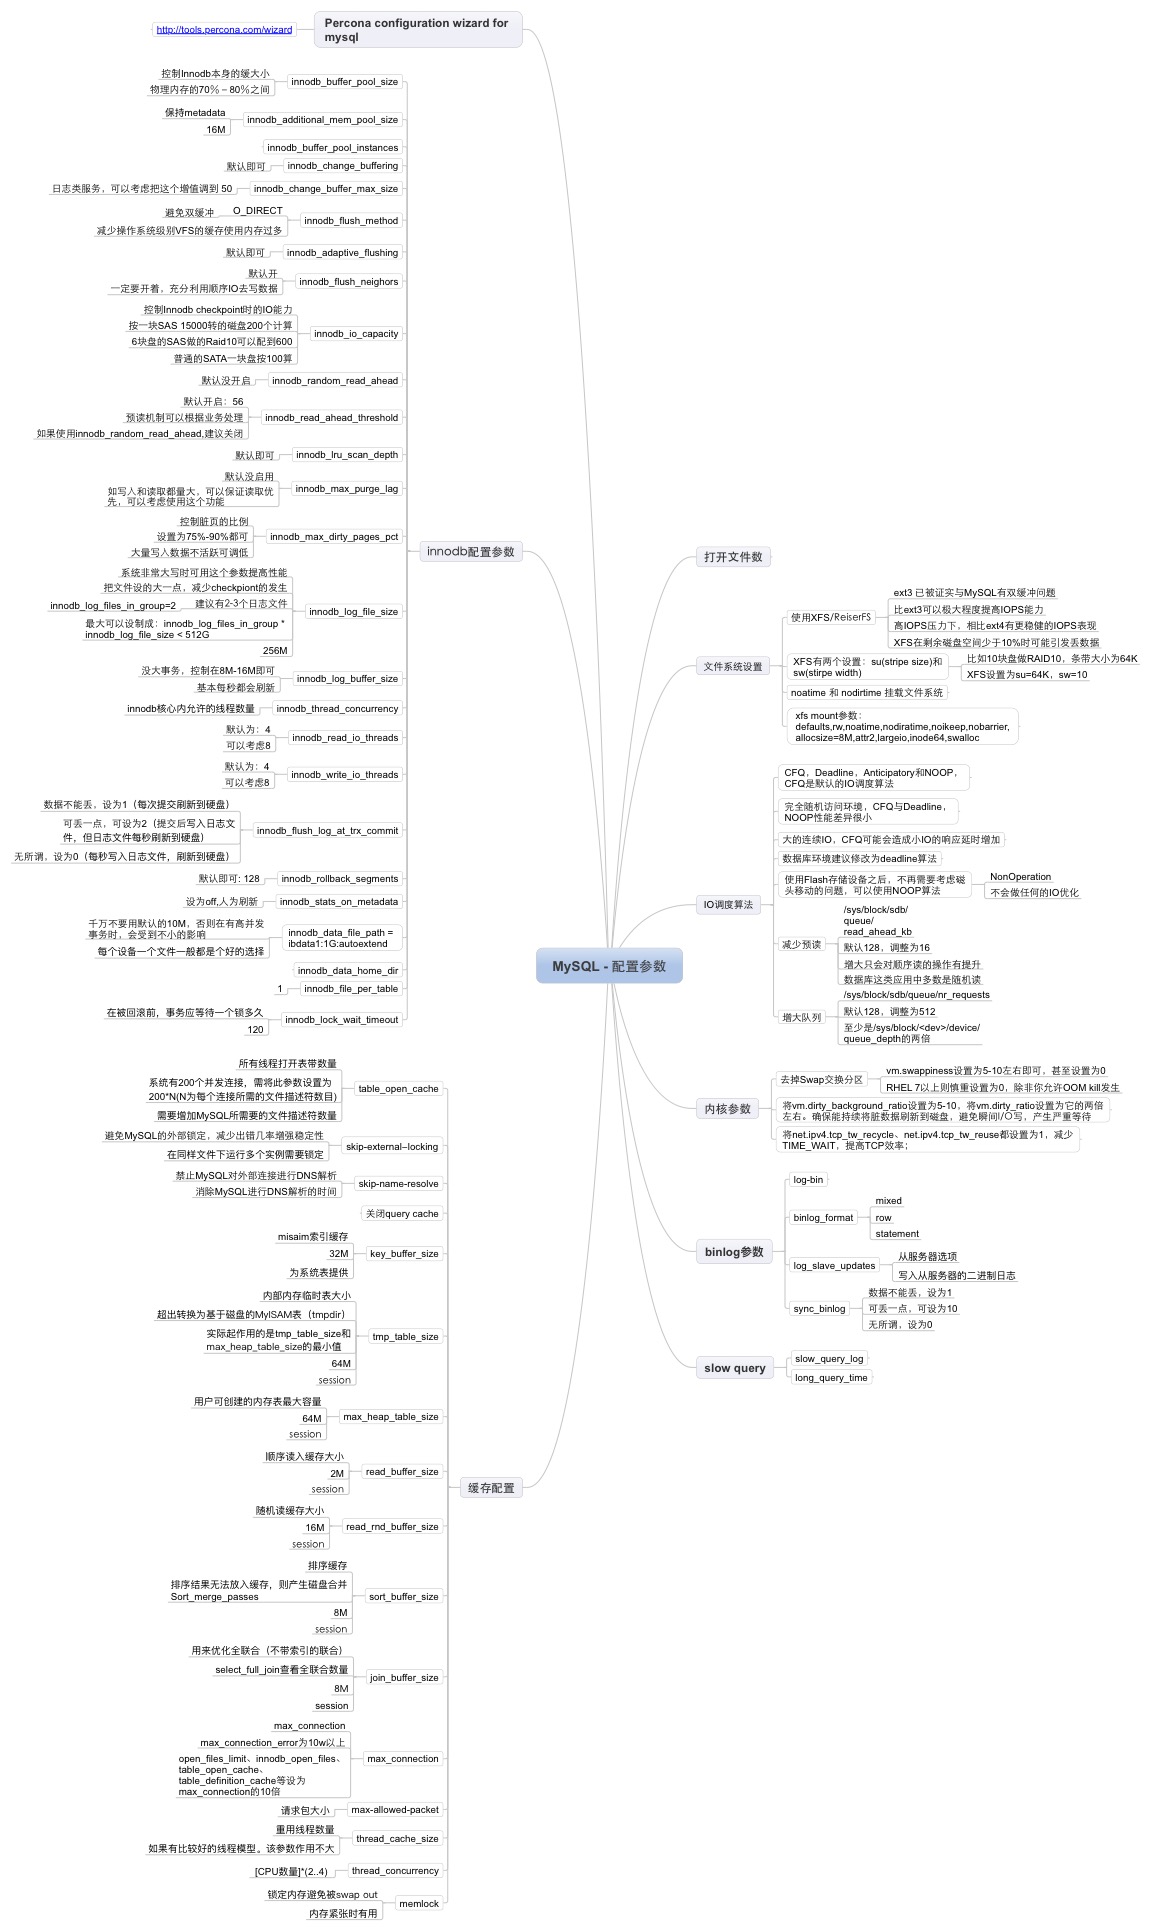 Percona configuration wizard for
mysql
http://tools.percona.com/wizard
innodb配置参数
innodb_buffer_pool_size
控制Innodb本身的缓大小
物理内存的70% – 80%之间
innodb_additional_mem_pool_size
保持metadata
16M
innodb_buffer_pool_instances
innodb_change_buffering
默认即可
innodb_change_buffer_max_size
日志类服务，可以考虑把这个增值调到 50
innodb_flush_method
O_DIRECT
避免双缓冲
减少操作系统级别VFS的缓存使用内存过多
innodb_adaptive_flushing
默认即可
innodb_flush_neighors
默认开
一定要开着，充分利用顺序IO去写数据
innodb_io_capacity
控制Innodb checkpoint时的IO能力
按一块SAS 15000转的磁盘200个计算
6块盘的SAS做的Raid10可以配到600
普通的SATA一块盘按100算
innodb_random_read_ahead
默认没开启
innodb_read_ahead_threshold
默认开启：56
预读机制可以根据业务处理
如果使用innodb_random_read_ahead,建议关闭
innodb_lru_scan_depth
默认即可
innodb_max_purge_lag
默认没启用
如写入和读取都量大，可以保证读取优
先，可以考虑使用这个功能
innodb_max_dirty_pages_pct
控制脏页的比例
设置为75%-90%都可
大量写入数据不活跃可调低
innodb_log_file_size
系统非常大写时可用这个参数提高性能
把文件设的大一点，减少checkpiont的发生
建议有2-3个日志文件
innodb_log_files_in_group=2
最大可以设制成：innodb_log_files_in_group *
innodb_log_file_size < 512G
256M
innodb_log_buffer_size
没大事务，控制在8M-16M即可
基本每秒都会刷新
innodb_thread_concurrency
innodb核心内允许的线程数量
innodb_read_io_threads
默认为：4
可以考虑8
innodb_write_io_threads
默认为：4
可以考虑8
innodb_flush_log_at_trx_commit
数据不能丢，设为1（每次提交刷新到硬盘）
可丢一点，可设为2（提交后写入日志文
件，但日志文件每秒刷新到硬盘）
无所谓，设为0（每秒写入日志文件，刷新到硬盘）
innodb_rollback_segments
默认即可: 128
innodb_stats_on_metadata
设为off,人为刷新
innodb_data_file_path =
ibdata1:1G:autoextend
千万不要用默认的10M，否则在有高并发
事务时，会受到不小的影响
每个设备一个文件一般都是个好的选择
innodb_data_home_dir
innodb_file_per_table
1
innodb_lock_wait_timeout
在被回滚前，事务应等待一个锁多久
120
缓存配置
table_open_cache
所有线程打开表带数量
系统有200个并发连接，需将此参数设置为
200*N(N为每个连接所需的文件描述符数目)
需要增加MySQL所需要的文件描述符数量
skip-external–locking
避免MySQL的外部锁定，减少出错几率增强稳定性
在同样文件下运行多个实例需要锁定
skip-name-resolve
禁止MySQL对外部连接进行DNS解析
消除MySQL进行DNS解析的时间
关闭query cache
key_buffer_size
misaim索引缓存
32M
为系统表提供
tmp_table_size
内部内存临时表大小
超出转换为基于磁盘的MyISAM表（tmpdir）
实际起作用的是tmp_table_size和
max_heap_table_size的最小值
64M
session
max_heap_table_size
用户可创建的内存表最大容量
64M
session
read_buffer_size
顺序读入缓存大小
2M
session
read_rnd_buffer_size
随机读缓存大小
16M
session
sort_buffer_size
排序缓存
排序结果无法放入缓存，则产生磁盘合并
Sort_merge_passes
8M
session
join_buffer_size
用来优化全联合（不带索引的联合）
select_full_join查看全联合数量
8M
session
max_connection
max_connection
max_connection_error为10w以上
open_files_limit、innodb_open_files、
table_open_cache、
table_definition_cache等设为
max_connection的10倍
max-allowed-packet
请求包大小
thread_cache_size
重用线程数量
如果有比较好的线程模型。该参数作用不大
thread_concurrency
[CPU数量]*(2..4)
memlock
锁定内存避免被swap out
内存紧张时有用
MySQL - 配置参数
打开文件数
文件系统设置
使用XFS/ReiserFS
ext3 已被证实与MySQL有双缓冲问题
比ext3可以极大程度提高IOPS能力
高IOPS压力下，相比ext4有更稳健的IOPS表现
XFS在剩余磁盘空间少于10%时可能引发丢数据
XFS有两个设置：su(stripe size)和
sw(stirpe width)
比如10块盘做RAID10，条带大小为64K
XFS设置为su=64K，sw=10
noatime 和 nodirtime 挂载文件系统
xfs mount参数：
defaults,rw,noatime,nodiratime,noikeep,nobarrier,
allocsize=8M,attr2,largeio,inode64,swalloc
IO调度算法
CFQ，Deadline，Anticipatory和NOOP，
CFQ是默认的IO调度算法
完全随机访问环境，CFQ与Deadline，
NOOP性能差异很小
大的连续IO，CFQ可能会造成小IO的响应延时增加
数据库环境建议修改为deadline算法
使用Flash存储设备之后，不再需要考虑磁
头移动的问题，可以使用NOOP算法
NonOperation
不会做任何的IO优化
减少预读
/sys/block/sdb/
queue/
read_ahead_kb
默认128，调整为16
增大只会对顺序读的操作有提升
数据库这类应用中多数是随机读
增大队列
/sys/block/sdb/queue/nr_requests
默认128，调整为512
至少是/sys/block/<dev>/device/
queue_depth的两倍
内核参数
去掉Swap交换分区
vm.swappiness设置为5-10左右即可，甚至设置为0
RHEL 7以上则慎重设置为0，除非你允许OOM kill发生
将vm.dirty_background_ratio设置为5-10，将vm.dirty_ratio设置为它的两倍
左右。确保能持续将脏数据刷新到磁盘，避免瞬间I/O写，产生严重等待
将net.ipv4.tcp_tw_recycle、net.ipv4.tcp_tw_reuse都设置为1，减少
TIME_WAIT，提高TCP效率；
binlog参数
log-bin
binlog_format
mixed
row
statement
log_slave_updates
从服务器选项
写入从服务器的二进制日志
sync_binlog
数据不能丢，设为1
可丢一点，可设为10
无所谓，设为0
slow query
slow_query_log
long_query_time